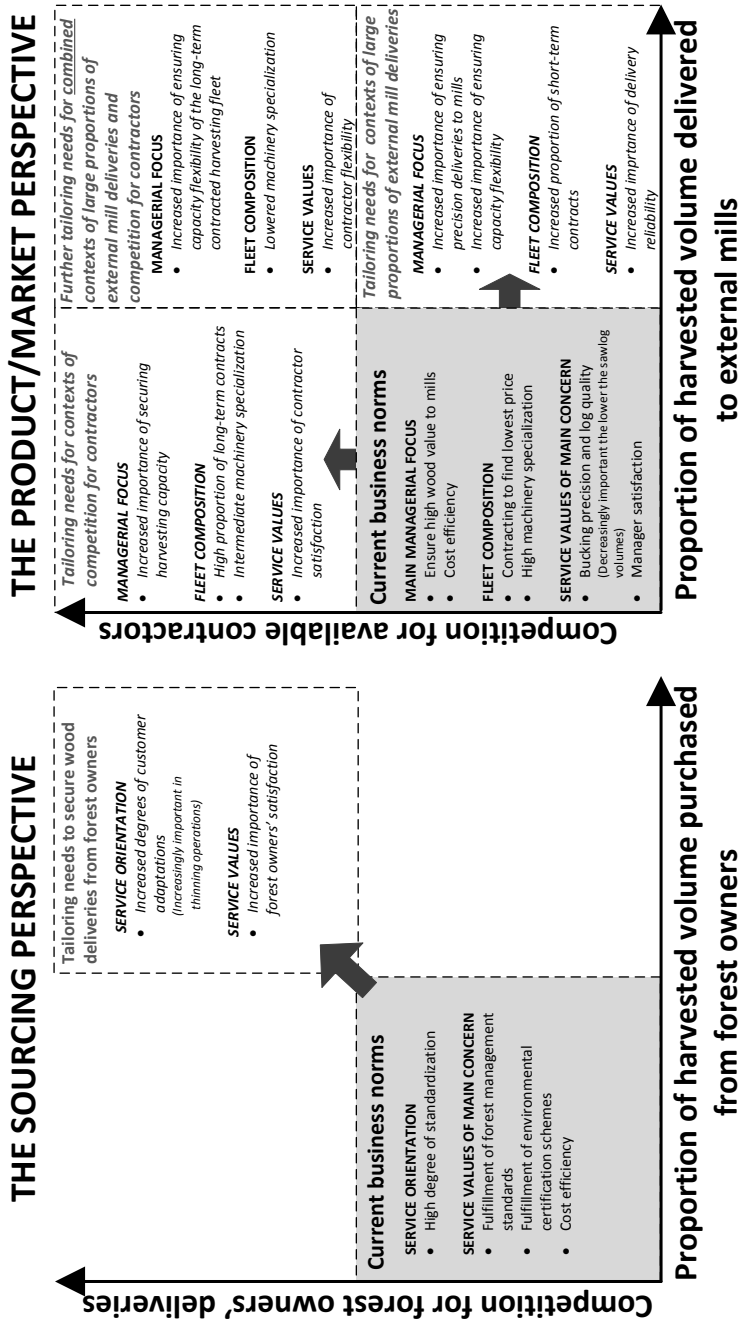 THE SOURCING PERSPECTIVE
Competition for forest owners' deliveries
Tailoring needs to secure wood
deliveries from forest owners
SERVICE ORIENTATION
• Increased degrees of customer
adaptations
(Increasingly important in
thinning operations)
SERVICE VALUES
• Increased importance of
forest owners' satisfaction
Current business norms
SERVICE ORIENTATION
• High degree of standardization
SERVICE VALUES OF MAIN CONCERN
• Fulfillment of forest management
standards
• Fulfillment of environmental
certification schemes
• Cost efficiency
Proportion of harvested volume purchased
from forest owners
THE PRODUCT/MARKET PERSPECTIVE
Competition for available contractors
Tailoring needs for contexts of
competition for contractors
MANAGERIAL FOCUS
• Increased importance of securing
harvesting capacity
FLEET COMPOSITION
• High proportion of long-term contracts
• Intermediate machinery specialization
SERVICE VALUES
• Increased importance of contractor
satisfaction
Further tailoring needs for combined
contexts of large proportions of
external mill deliveries and
competition for contractors
MANAGERIAL FOCUS
• Increased importance of ensuring
capacity flexibility of the long-term
contracted harvesting fleet
FLEET COMPOSITION
• Lowered machinery specialization
SERVICE VALUES
• Increased importance of
contractor flexibility
Current business norms
MAIN MANAGERIAL FOCUS
• Ensure high wood value to mills
• Cost efficiency
FLEET COMPOSITION
• Contracting to find lowest price
• High machinery specialization
SERVICE VALUES OF MAIN CONCERN
• Bucking precision and log quality
(Decreasingly important the lower the sawlog
volumes)
• Manager satisfaction
Tailoring needs for contexts of large
proportions of external mill deliveries
MANAGERIAL FOCUS
• Increased importance of ensuring
precision deliveries to mills
• Increased importance of ensuring
capacity flexibility
FLEET COMPOSITION
• Increased proportion of short-term
contracts
SERVICE VALUES
• Increased imprtance of delivery
reliability
Proportion of harvested volume delivered
to external mills